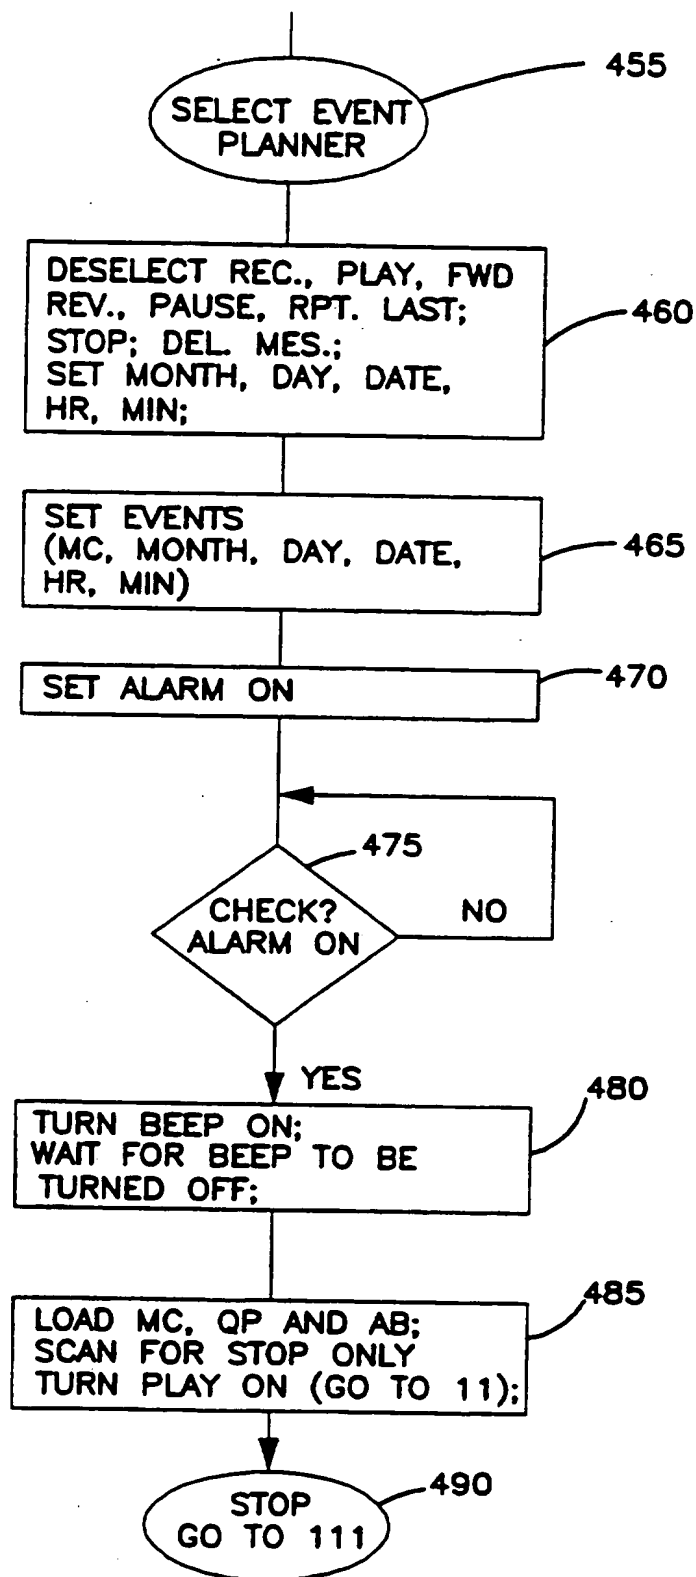 455
SELECT EVENT
PLANNER
DESELECT REC., PLAY, FWD
REV., PAUSE, RPT. LAST;
STOP; DEL. MES.;
SET MONTH, DAY, DATE,
HR, MIN;
460
SET EVENTS
(MC, MONTH, DAY, DATE,
HR, MIN)
465
SET ALARM ON
470
475
CHECK?
ALARM ON
NO
YES
480
TURN BEEP ON;
WAIT FOR BEEP TO BE
TURNED OFF;
485
LOAD MC, QP AND AB;
SCAN FOR STOP ONLY
TURN PLAY ON (GO TO 11);
490
STOP
GO TO 111